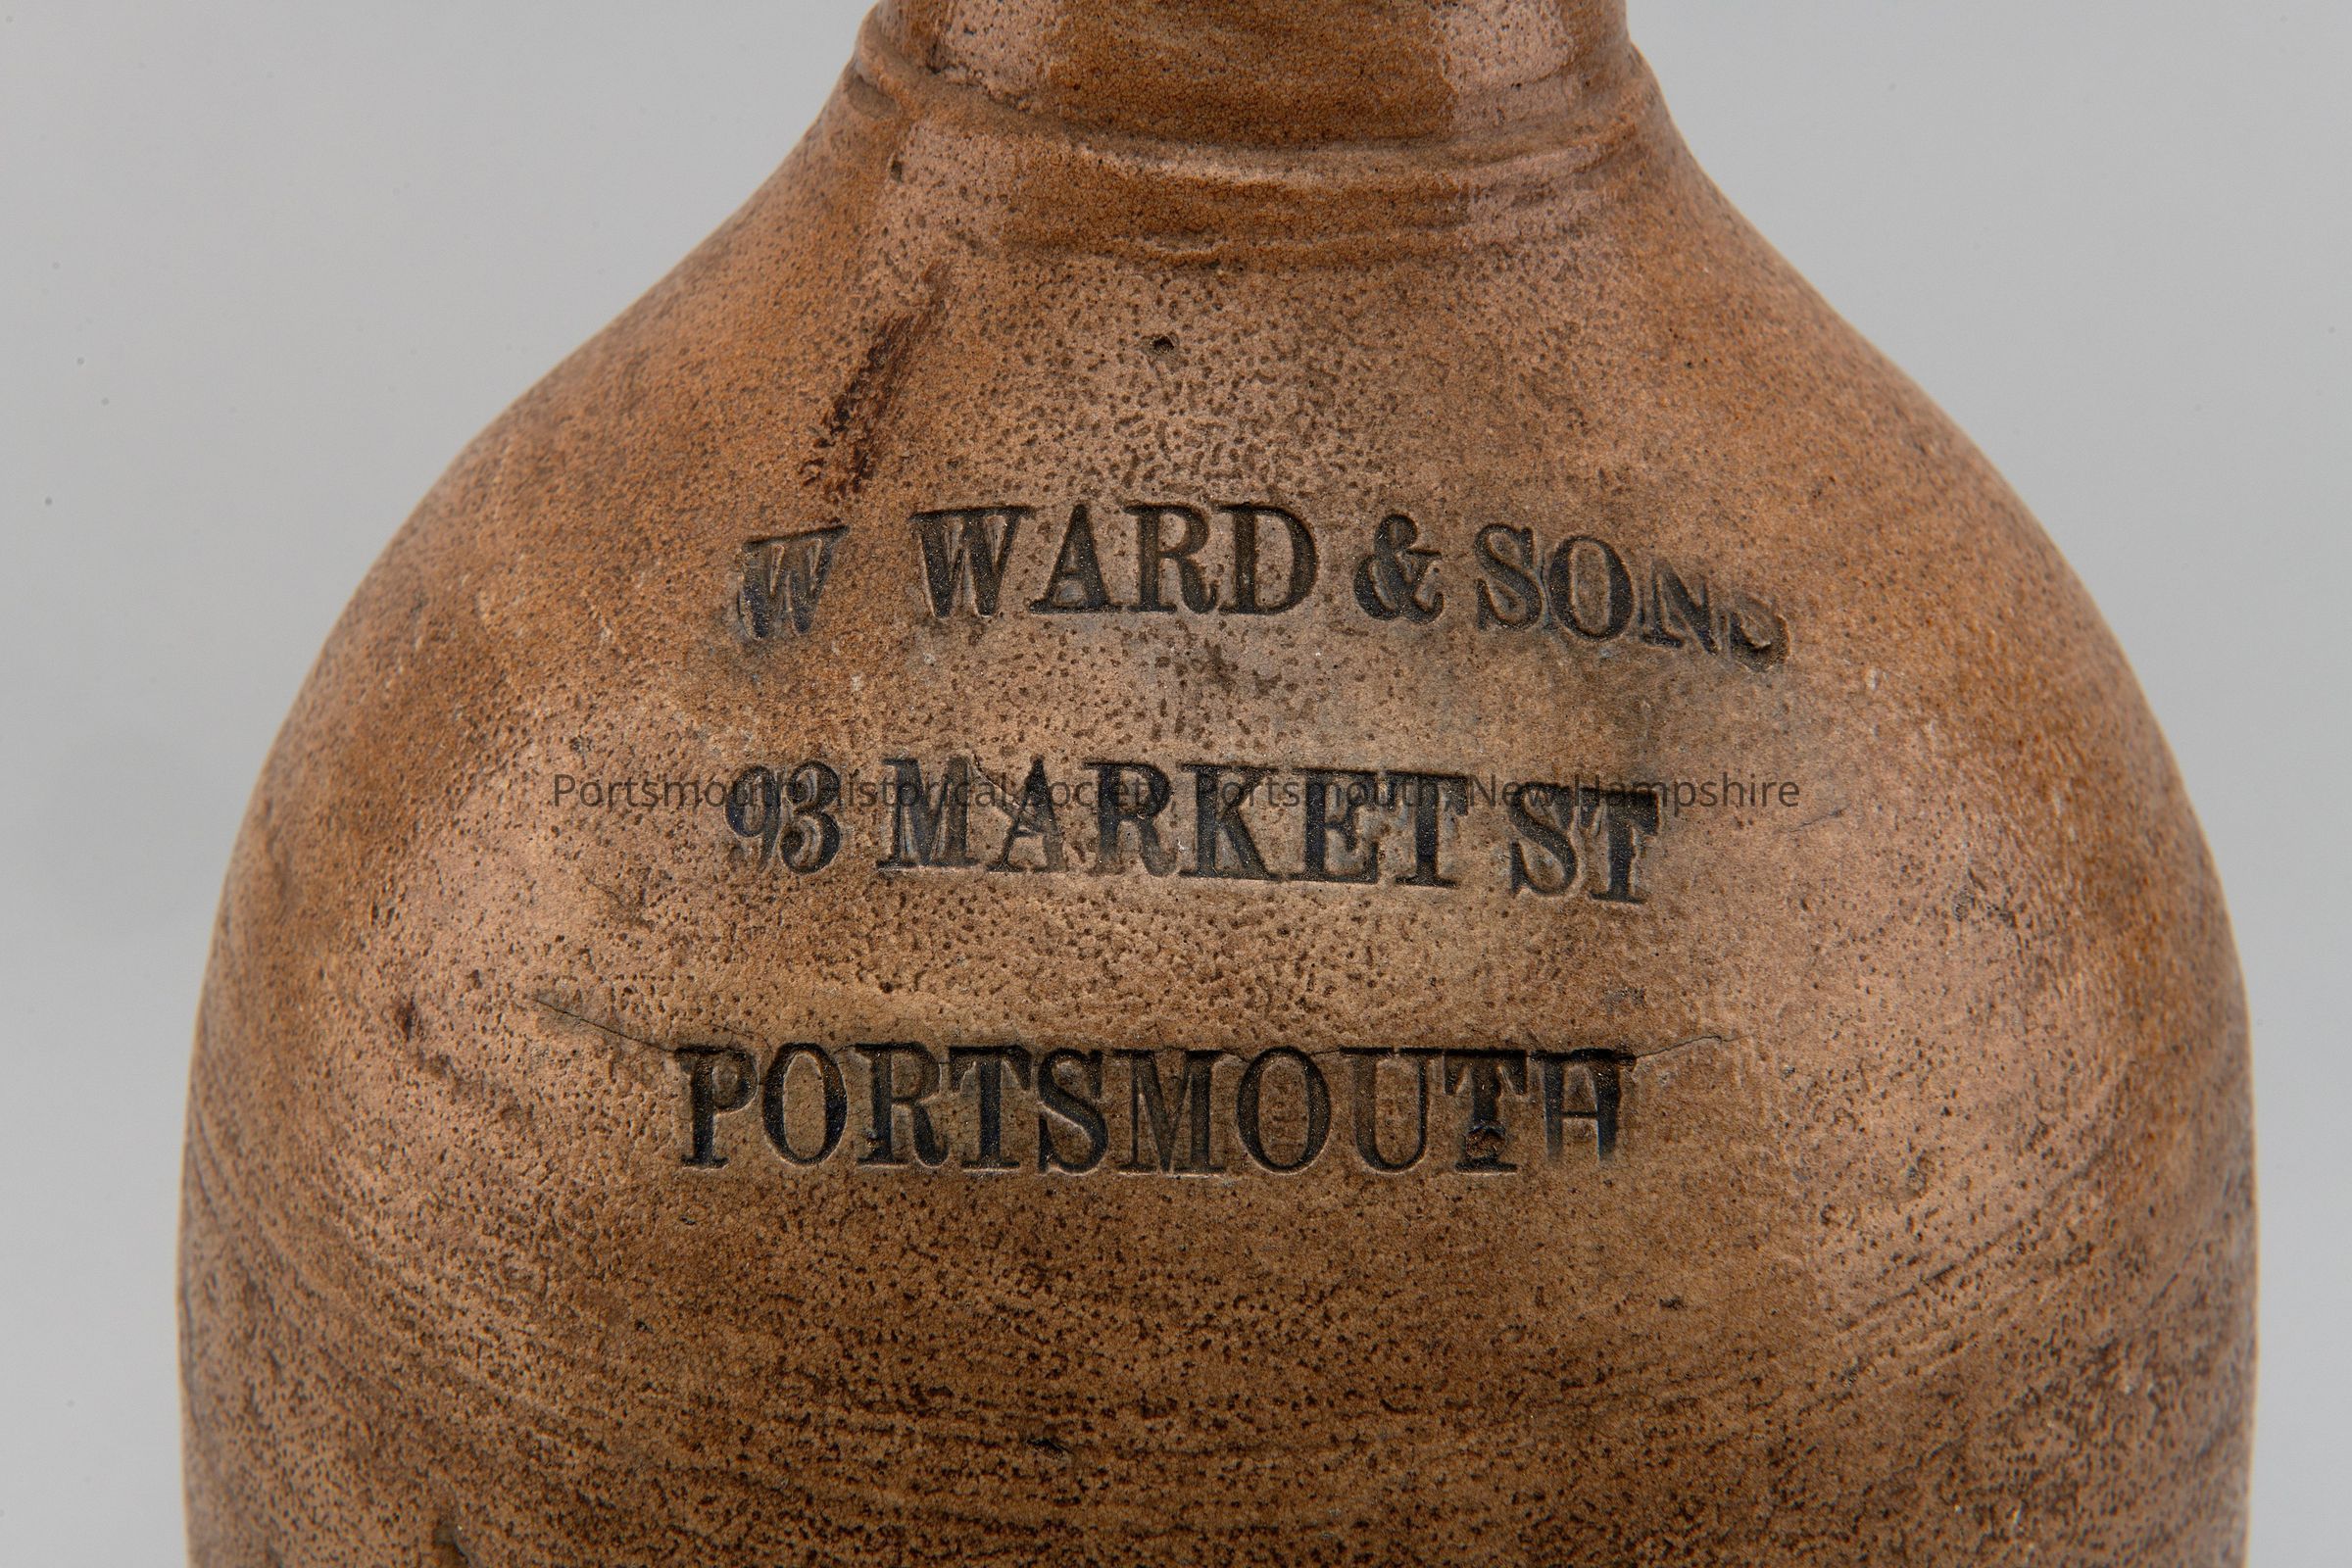 W WARD & SONS
93 MARKET ST
Portsmouth Historical Society, Portsmouth, New Hampshire
PORTSMOUTH